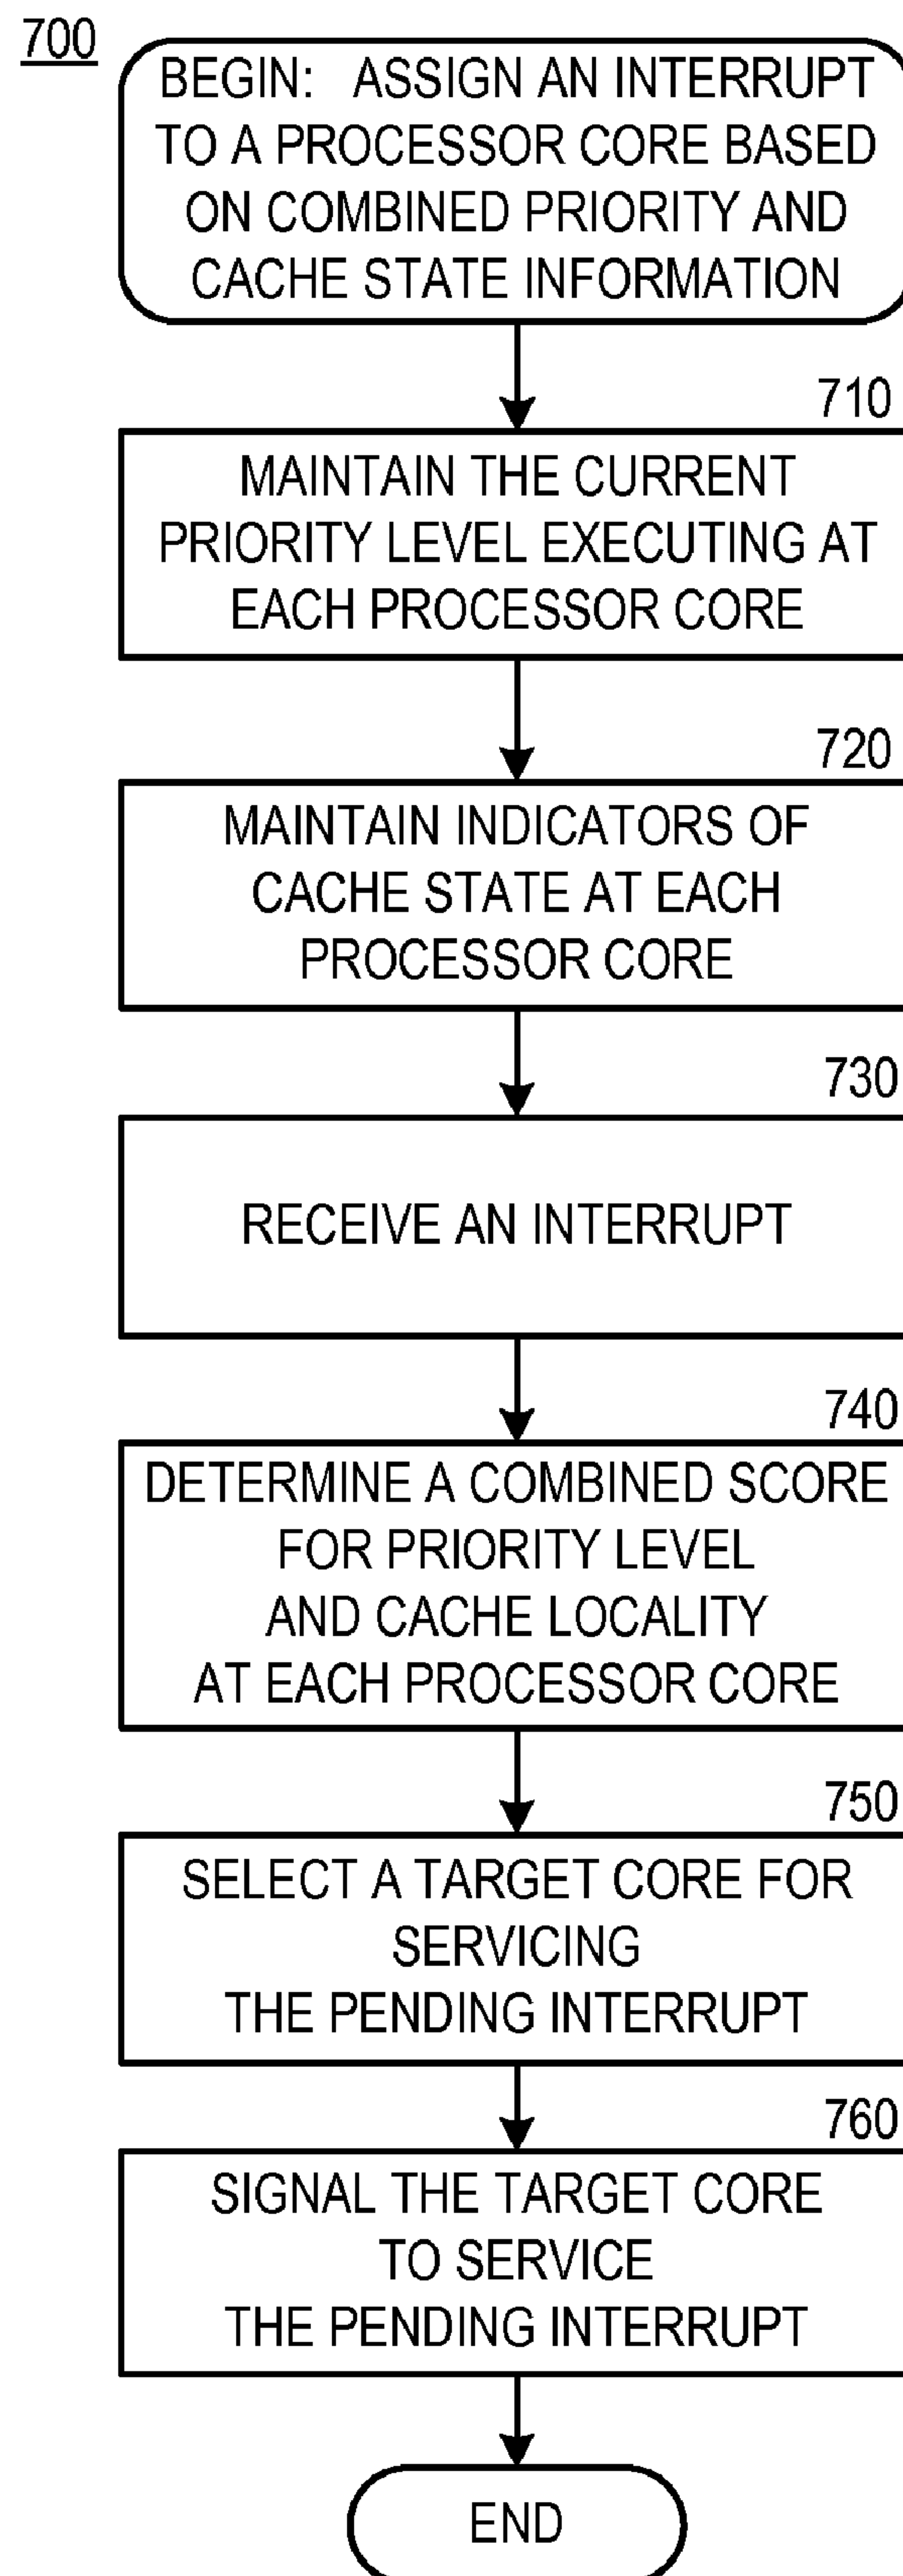 700
BEGIN: ASSIGN AN INTERRUPT
TO A PROCESSOR CORE BASED
ON COMBINED PRIORITY AND
CACHE STATE INFORMATION
710
MAINTAIN THE CURRENT
PRIORITY LEVEL EXECUTING AT
EACH PROCESSOR CORE
720
MAINTAIN INDICATORS OF
CACHE STATE AT EACH
PROCESSOR CORE
730
RECEIVE AN INTERRUPT
740
DETERMINE A COMBINED SCORE
FOR PRIORITY LEVEL
AND CACHE LOCALITY
AT EACH PROCESSOR CORE
750
SELECT A TARGET CORE FOR
SERVICING
THE PENDING INTERRUPT
760
SIGNAL THE TARGET CORE
TO SERVICE
THE PENDING INTERRUPT
END